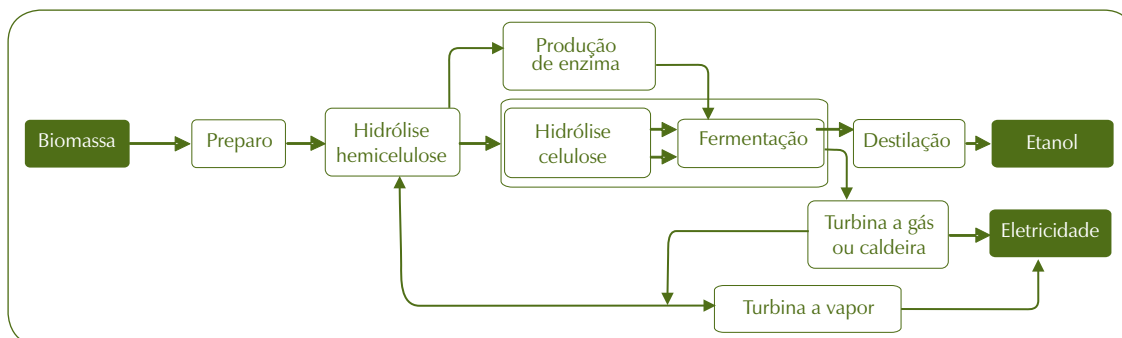 Produção
de enzima
Biomassa
Preparo
Hidrólise
hemicelulose
Hidrólise
celulose
Fermentação
Destilação
Etanol
Turbina a gás
ou caldeira
Eletricidade
Turbina a vapor